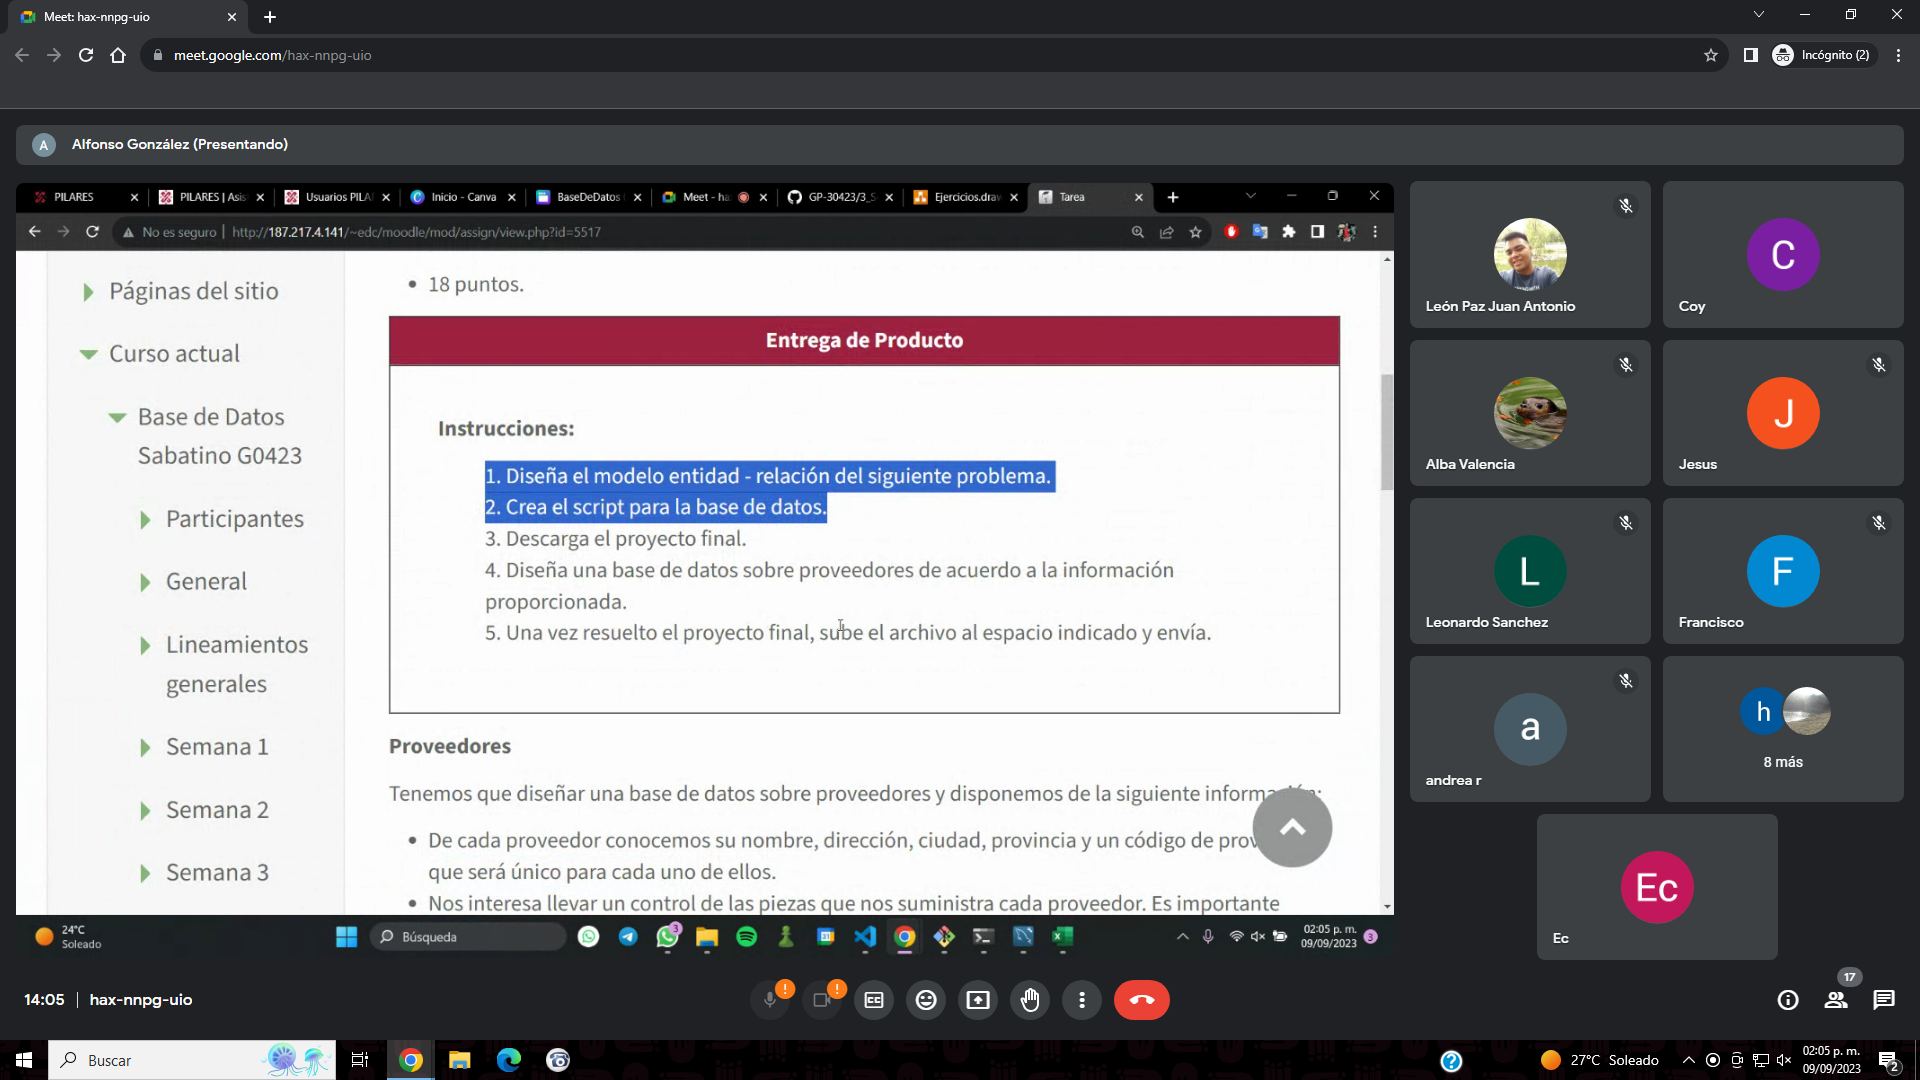 Meet: hax-nnpg-uio
meet.google.com/hax-nnpg-uio
Incógnito (2)
A
Alfonso González (Presentando)
PILARES
PILARES | Asis
Usuarios PILA
Inicio - Canva
BaseDeDatos
Meet - ha
GP-30423/3_S
Ejercicios.draw
Tarea
No es seguro
http://187.217.4.141/~edc/moodle/mod/assign/view.php?id=5517
Páginas del sitio
Curso actual
Base de Datos
Sabatino G0423
Participantes
General
Lineamientos
generales
Semana 1
Semana 2
Semana 3
• 18 puntos.
Entrega de Producto
Instrucciones:
1. Diseña el modelo entidad - relación del siguiente problema.
2. Crea el script para la base de datos.
3. Descarga el proyecto final.
4. Diseña una base de datos sobre proveedores de acuerdo a la información
proporcionada.
5. Una vez resuelto el proyecto final, sube el archivo al espacio indicado y envía.
Proveedores
Tenemos que diseñar una base de datos sobre proveedores y disponemos de la siguiente
• De cada proveedor conocemos su nombre, dirección, ciudad, provincia y un código de
que será único para cada uno de ellos.
• Nos interesa llevar un control de las piezas que nos suministra cada proveedor. Es importante
24°C
Soleado
Búsqueda
3
02:05 p. m.
09/09/2023
3
León Paz Juan Antonio
C
Coy
Alba Valencia
J
Jesus
L
Leonardo Sanchez
F
Francisco
a
andrea r
h
8 más
Ec
Ec
14:05 | hax-nnpg-uio
!
!
CC
17
Buscar
27°C Soleado
02:05 p. m.
09/09/2023
2